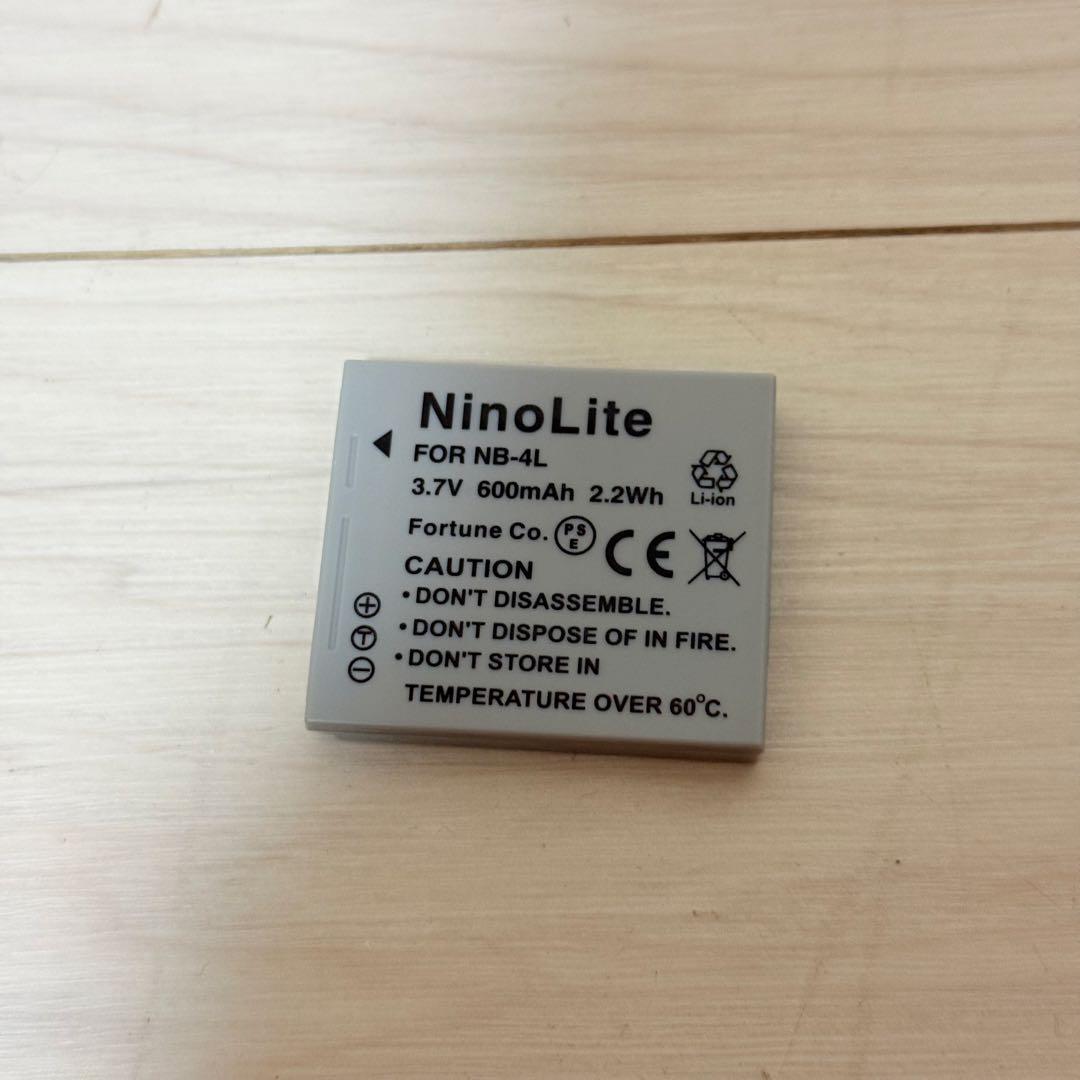 NinoLite
FOR NB-4L
3.7V 600mAh 2.2Wh
Li-ion
Fortune Co. PSE CE
CAUTION
• DON'T DISASSEMBLE.
• DON'T DISPOSE OF IN FIRE.
• DON'T STORE IN
TEMPERATURE OVER 60°C.
+
T
−